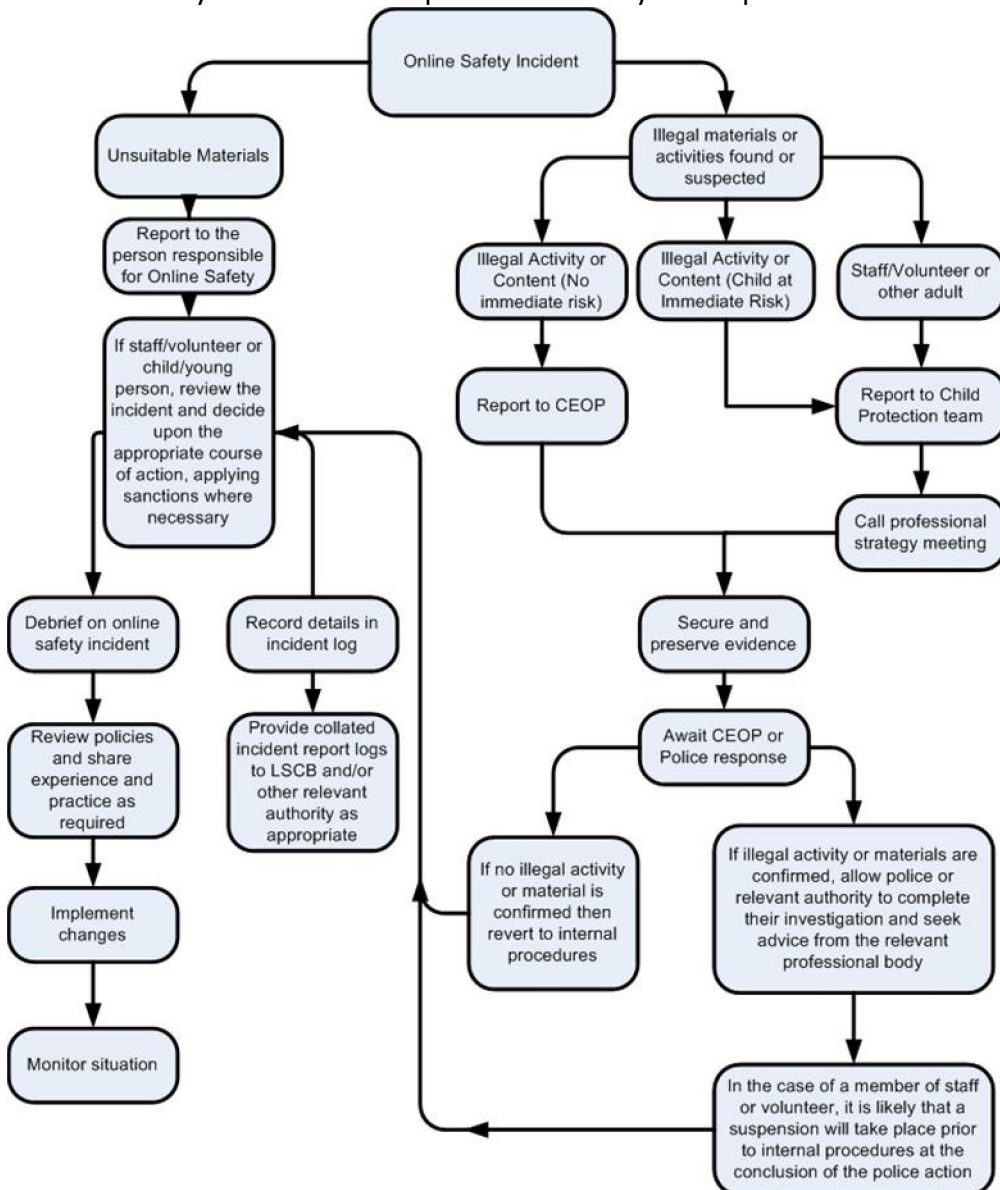 Online Safety Incident
Unsuitable Materials
Report to the
person responsible
for Online Safety
If staff/volunteer or
child/young
person, review the
incident and decide
upon the
appropriate course
of action, applying
sanctions where
necessary
Debrief on online
safety incident
Review policies
and share
experience and
practice as
required
Implement
changes
Monitor situation
Record details in
incident log
Provide collated
incident report logs
to LSCB and/or
other relevant
authority as
appropriate
Illegal materials or
activities found or
suspected
Illegal Activity or
Content (No
immediate risk)
Illegal Activity or
Content (Child at
Immediate Risk)
Staff/Volunteer or
other adult
Report to CEOP
Report to Child
Protection team
Call professional
strategy meeting
Secure and
preserve evidence
Await CEOP or
Police response
If no illegal activity
or material is
confirmed then
revert to internal
procedures
If illegal activity or materials are
confirmed, allow police or
relevant authority to complete
their investigation and seek
advice from the relevant
professional body
In the case of a member of staff
or volunteer, it is likely that a
suspension will take place prior
to internal procedures at the
conclusion of the police action